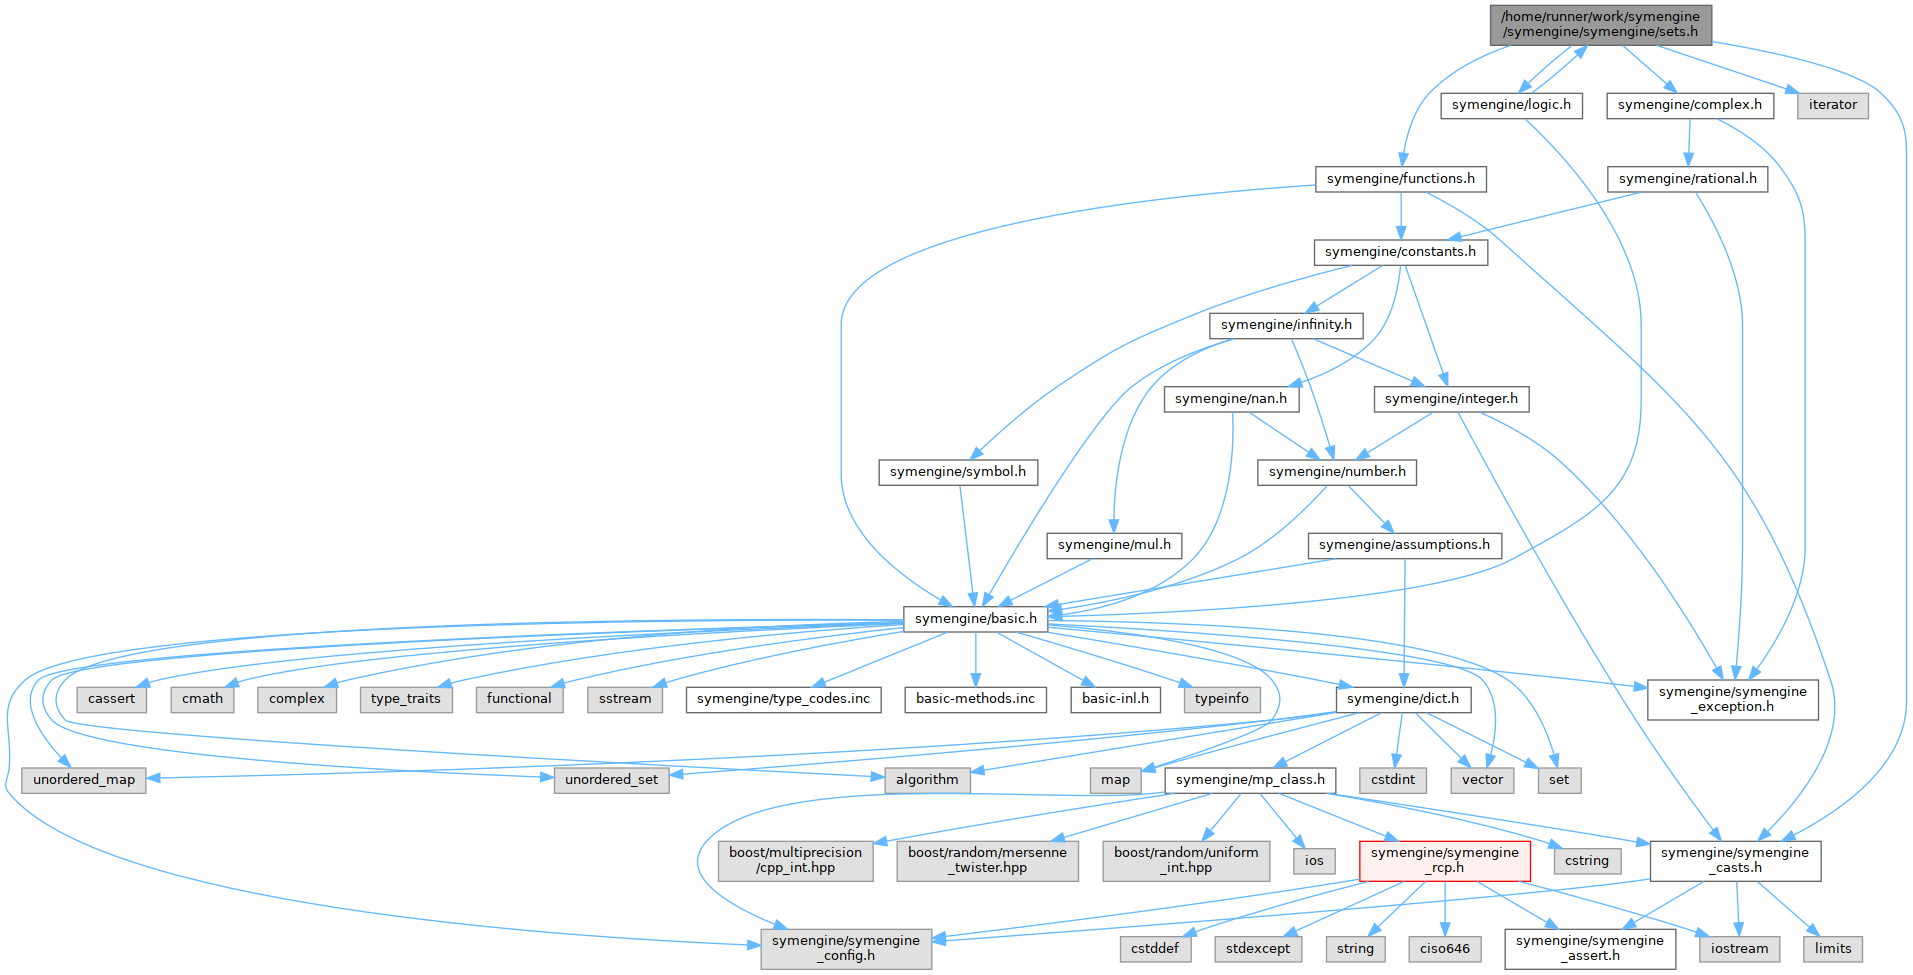 /home/runner/work/symengine
/symengine/symengine/sets.h
symengine/logic.h
symengine/complex.h
iterator
symengine/functions.h
symengine/rational.h
symengine/constants.h
symengine/infinity.h
symengine/nan.h
symengine/integer.h
symengine/symbol.h
symengine/number.h
symengine/mul.h
symengine/assumptions.h
symengine/basic.h
cassert
cmath
complex
type_traits
functional
sstream
symengine/type_codes.inc
basic-methods.inc
basic-inl.h
typeinfo
symengine/dict.h
symengine/symengine
_exception.h
unordered_map
unordered_set
algorithm
map
symengine/mp_class.h
cstdint
vector
set
boost/multiprecision
/cpp_int.hpp
boost/random/mersenne
_twister.hpp
boost/random/uniform
_int.hpp
ios
symengine/symengine
_rcp.h
cstring
symengine/symengine
_casts.h
symengine/symengine
_config.h
cstddef
stdexcept
string
ciso646
symengine/symengine
_assert.h
iostream
limits